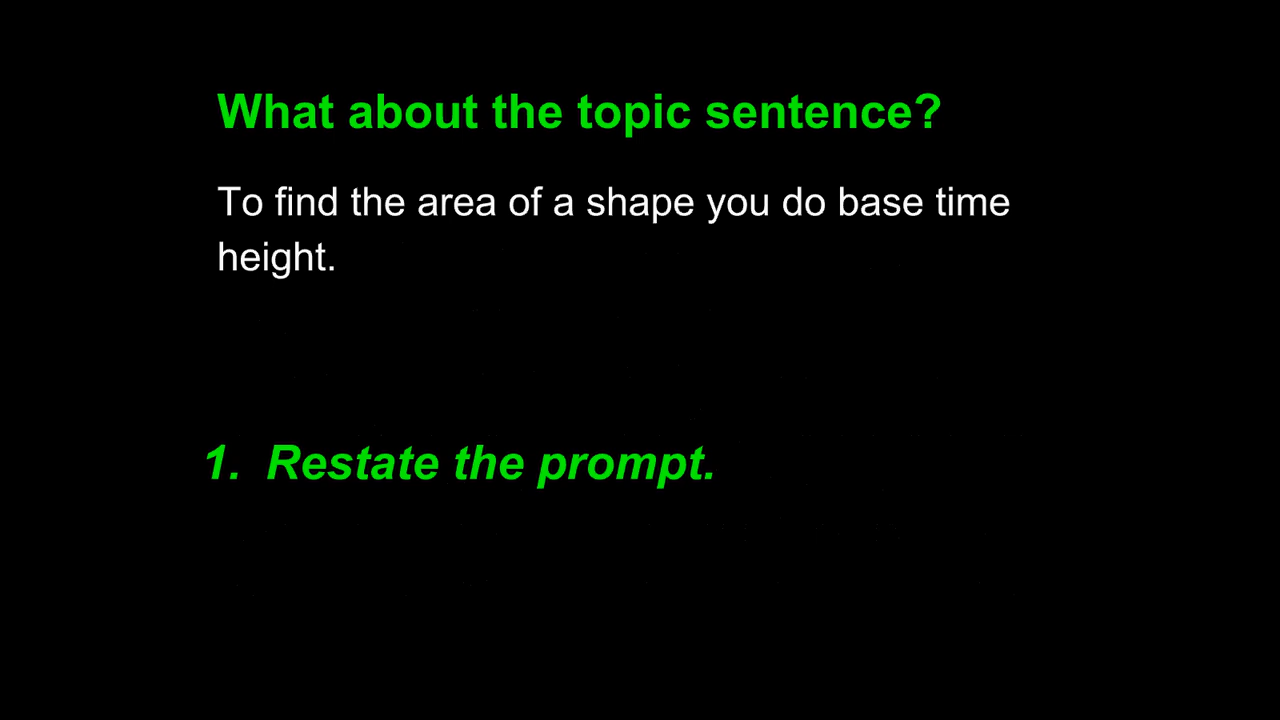 What about the topic sentence?
To find the area of a shape you do base time
height.
1. Restate the prompt.